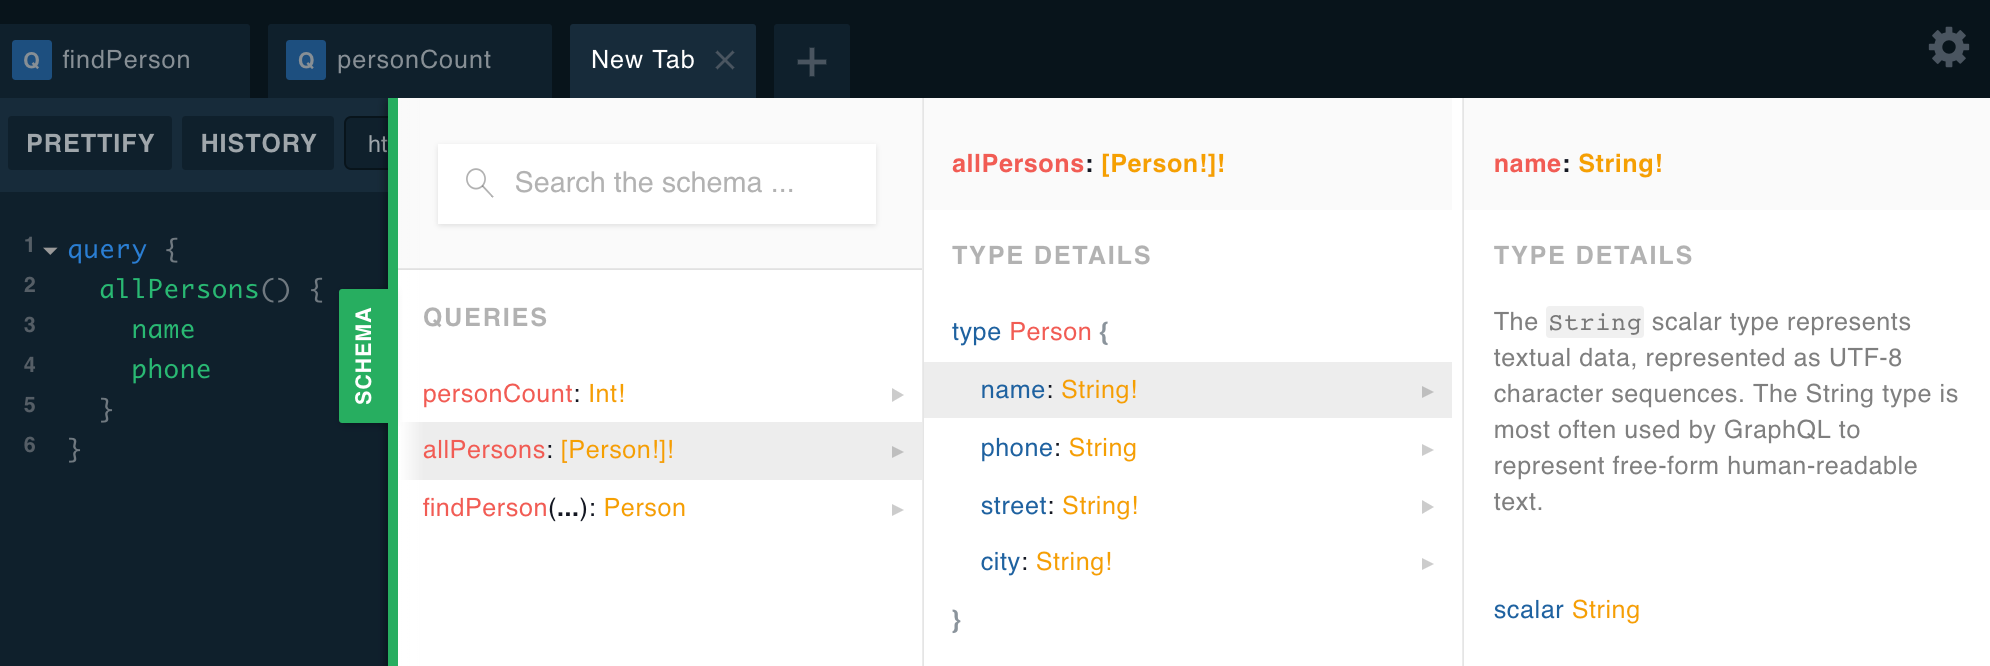 Q findPerson
Q personCount
New Tab
PRETTIFY
HISTORY
ht
1 query {
2 allPersons() {
3 name
4 phone
5 }
6 }
SCHEMA
Search the schema ...
QUERIES
personCount: Int!
allPersons: [Person!]!
findPerson(...): Person
allPersons: [Person!]!
TYPE DETAILS
type Person {
name: String!
phone: String
street: String!
city: String!
}
name: String!
TYPE DETAILS
The String scalar type represents
textual data, represented as UTF-8
character sequences. The String type is
most often used by GraphQL to
represent free-form human-readable
text.
scalar String